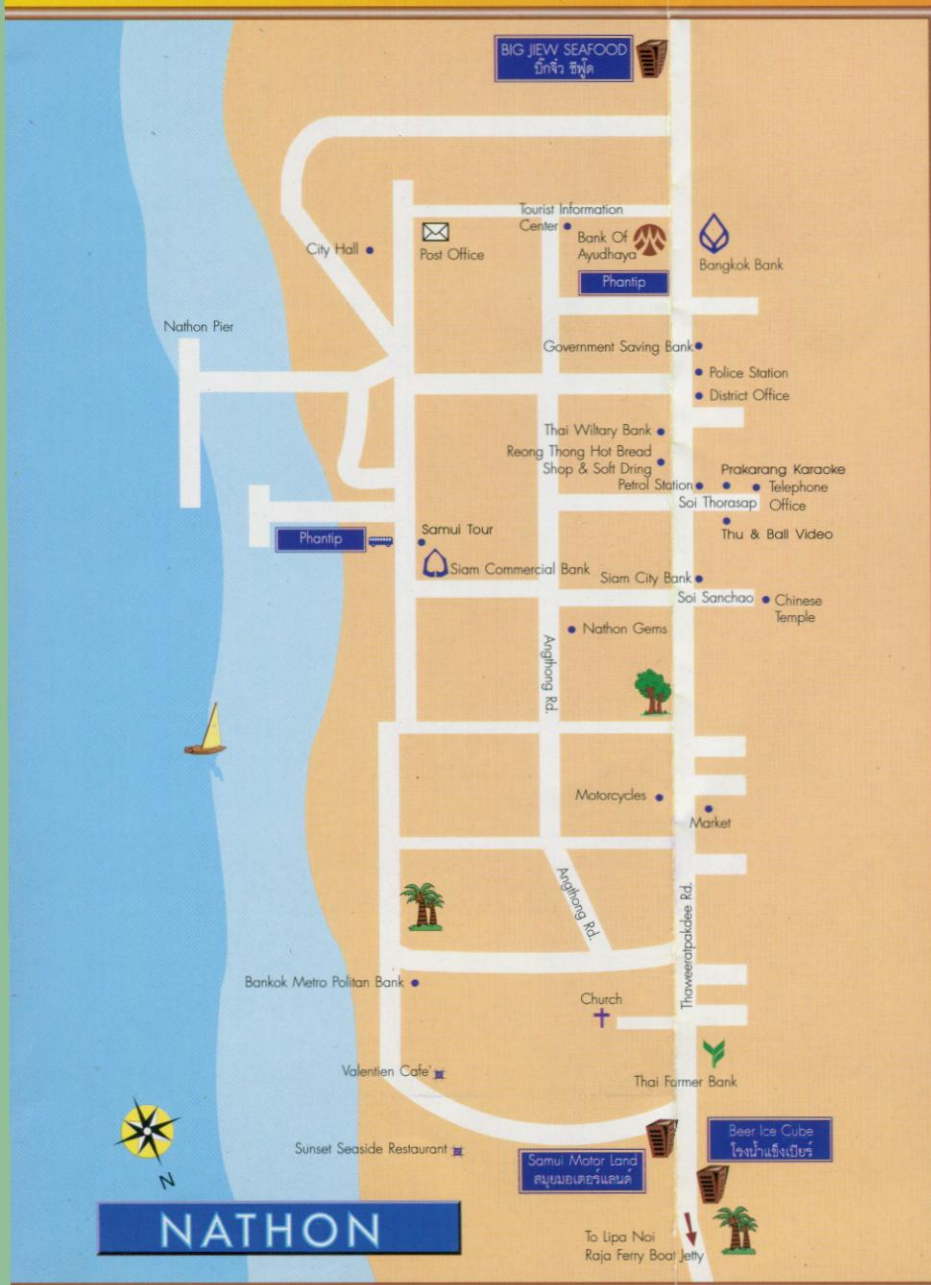 BIG JIEW SEAFOOD
บิ๊กจิ๋ว ซีฟู๊ด
Tourist Information
Center
City Hall
Post Office
Bank Of
Ayudhaya
Bangkok Bank
Phantip
Nathon Pier
Government Saving Bank
Police Station
District Office
Thai Wiltary Bank
Reong Thong Hot Bread
Shop & Soft Dring
Petrol Station
Prakarang Karaoke
Telephone
Office
Soi Thorasap
Thu & Ball Video
Phantip
Samui Tour
Siam Commercial Bank
Siam City Bank
Soi Sanchao
Chinese
Temple
Nathon Gems
Angthong Rd.
Motorcycles
Market
Angthong Rd.
Thaweeratpakdee Rd.
Bankok Metro Politan Bank
Church
Thai Furmer Bank
Valentien Cafe'
Sunset Seaside Restaurant
Samui Motor Land
สมุยมอเตอร์แลนด์
Beer Ice Cube
โรงน้ำแข็งเบียร์
N
NATHON
To Lipa Noi
Raja Ferry Boat Jetty